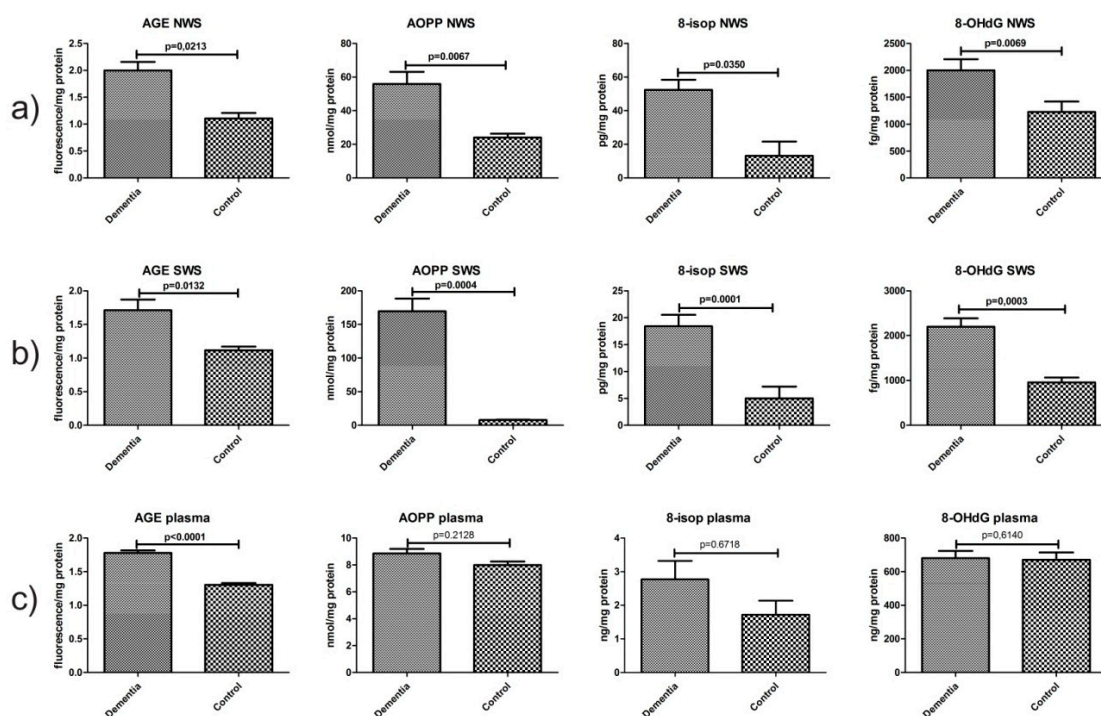 a)
AGE NWS
p=0,0213
fluorescence/mg protein
2.5
2.0
1.5
1.0
0.5
0.0
Dementia
Control
AOPP NWS
p=0.0067
nmol/mg protein
80
60
40
20
0
Dementia
Control
8-isop NWS
p=0.0350
pg/mg protein
80
60
40
20
0
Dementia
Control
8-OHdG NWS
p=0.0069
fg/mg protein
2500
2000
1500
1000
500
0
Dementia
Control
b)
AGE SWS
p=0.0132
fluorescence/mg protein
2.0
1.5
1.0
0.5
0.0
Dementia
Control
AOPP SWS
p=0.0004
nmol/mg protein
200
150
100
50
0
Dementia
Control
8-isop SWS
p=0.0001
pg/mg protein
25
20
15
10
5
0
Dementia
Control
8-OHdG SWS
p=0,0003
fg/mg protein
3000
2000
1000
0
Dementia
Control
c)
AGE plasma
p<0.0001
fluorescence/mg protein
2.0
1.5
1.0
0.5
0.0
Dementia
Control
AOPP plasma
p=0.2128
nmol/mg protein
10
8
6
4
2
0
Dementia
Control
8-isop plasma
p=0.6718
ng/mg protein
4
3
2
1
0
Dementia
Control
8-OHdG plasma
p=0,6140
ng/mg protein
800
600
400
200
0
Dementia
Control